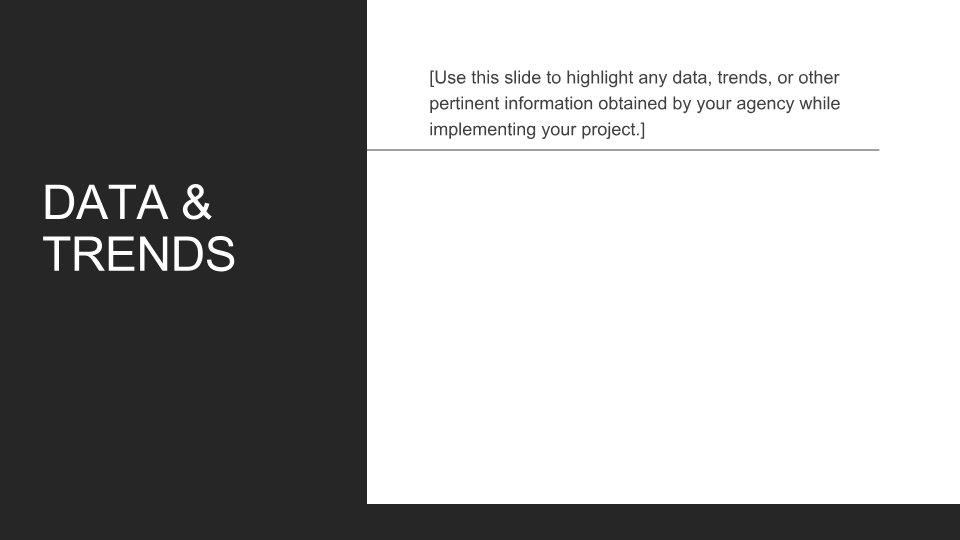 DATA &
TRENDS
[Use this slide to highlight any data, trends, or other
pertinent information obtained by your agency while
implementing your project.]